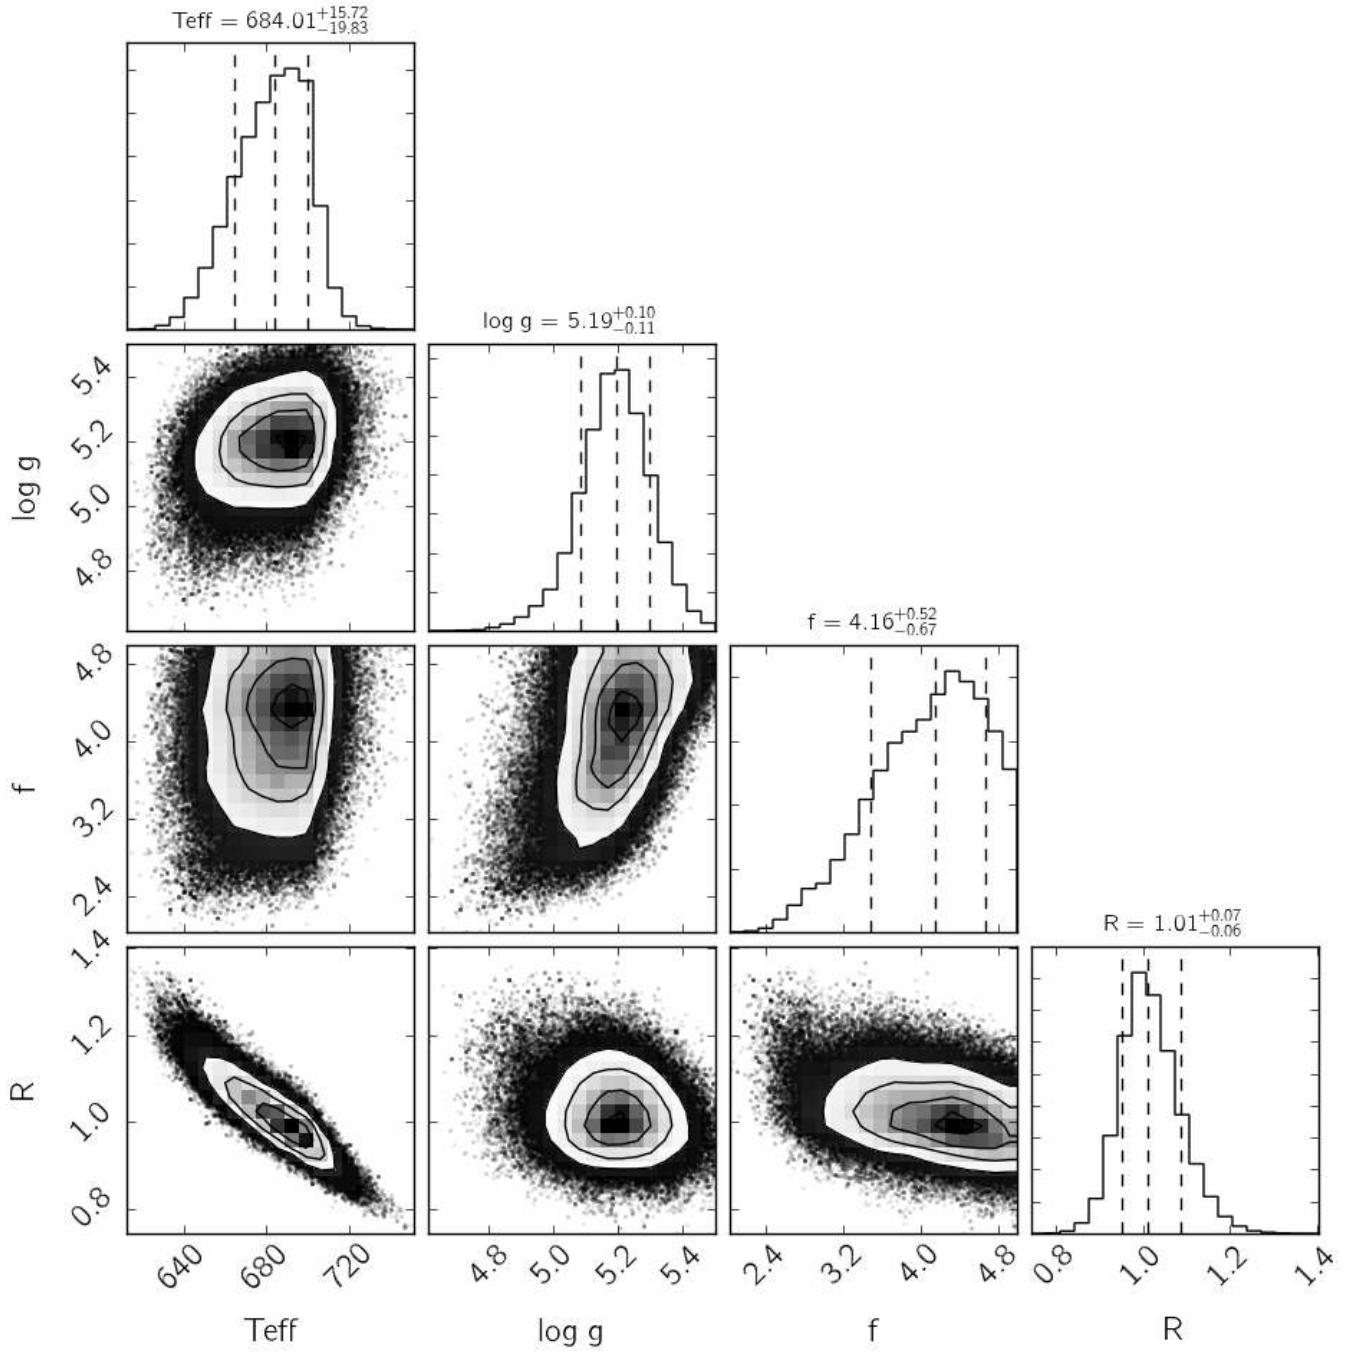 Teff = 684.01+15.72−19.83
log g = 5.19+0.10−0.11
f = 4.16+0.52−0.67
R = 1.01+0.07−0.06
log g
5.4
5.2
5.0
4.8
f
4.8
4.0
3.2
2.4
R
1.4
1.2
1.0
0.8
640 680 720
4.8 5.0 5.2 5.4
2.4 3.2 4.0 4.8
0.8 1.0 1.2 1.4
Teff log g f R